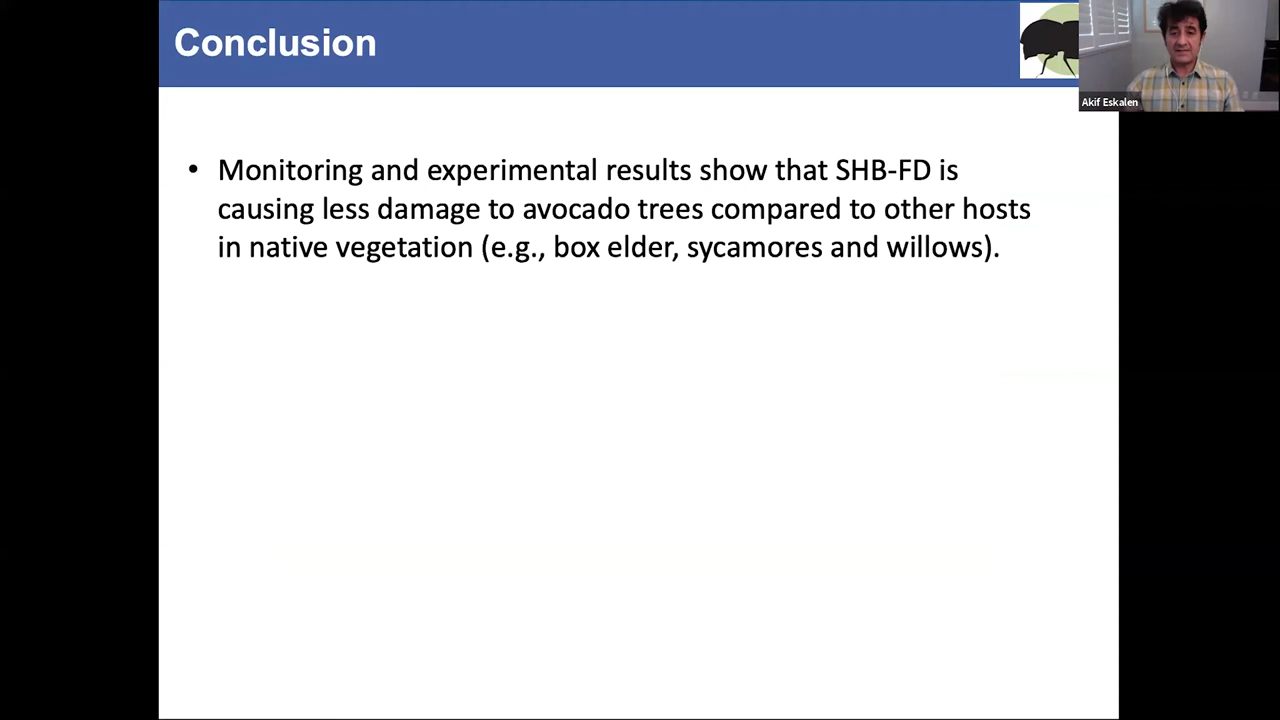 Conclusion
Akif Eskalen
• Monitoring and experimental results show that SHB-FD is
causing less damage to avocado trees compared to other hosts
in native vegetation (e.g., box elder, sycamores and willows).